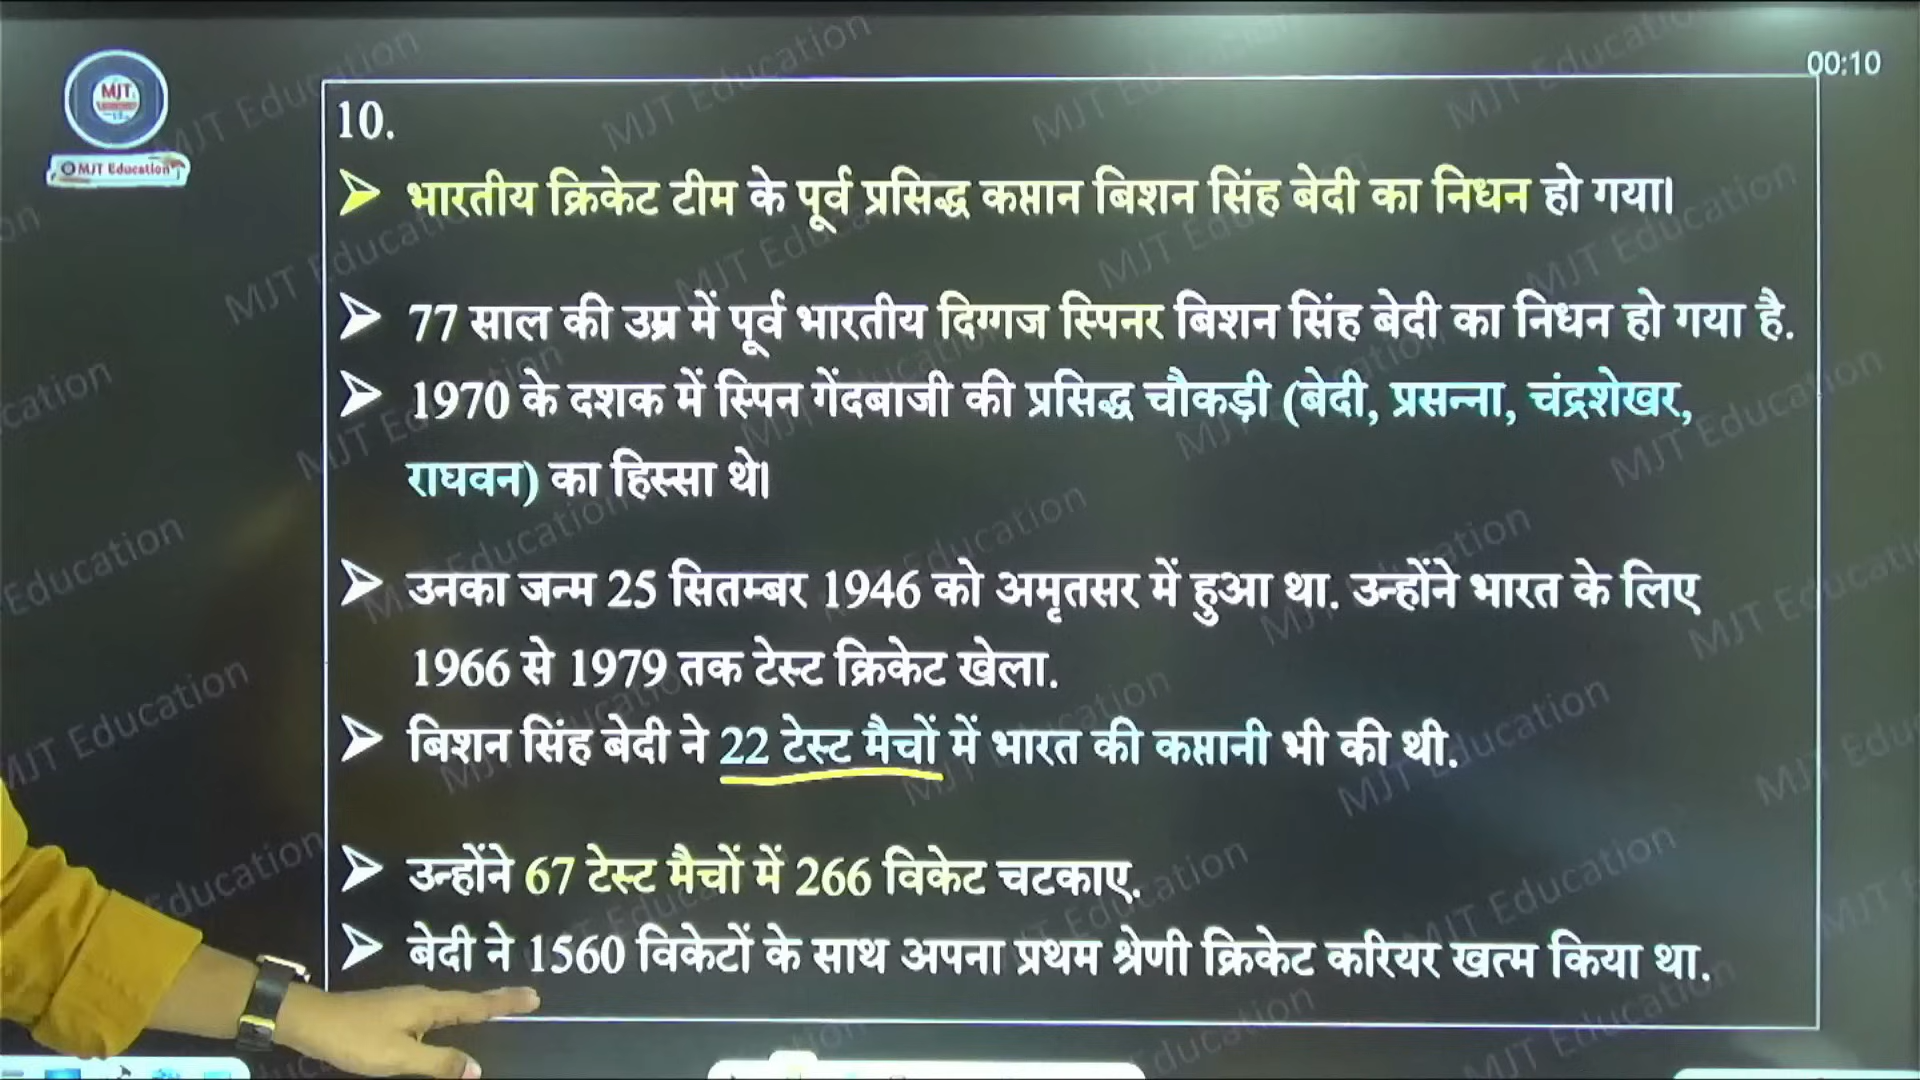 MJT
MJT Education
00:10
10.
➤ भारतीय क्रिकेट टीम के पूर्व प्रसिद्ध कप्तान बिशन सिंह बेदी का निधन हो गया।
➤ 77 साल की उम्र में पूर्व भारतीय दिग्गज स्पिनर बिशन सिंह बेदी का निधन हो गया है.
➤ 1970 के दशक में स्पिन गेंदबाजी की प्रसिद्ध चौकड़ी (बेदी, प्रसन्ना, चंद्रशेखर,
राघवन) का हिस्सा थे।
➤ उनका जन्म 25 सितम्बर 1946 को अमृतसर में हुआ था. उन्होंने भारत के लिए
1966 से 1979 तक टेस्ट क्रिकेट खेला.
➤ बिशन सिंह बेदी ने 22 टेस्ट मैचों में भारत की कप्तानी भी की थी.
➤ उन्होंने 67 टेस्ट मैचों में 266 विकेट चटकाए.
➤ बेदी ने 1560 विकेटों के साथ अपना प्रथम श्रेणी क्रिकेट करियर खत्म किया था.